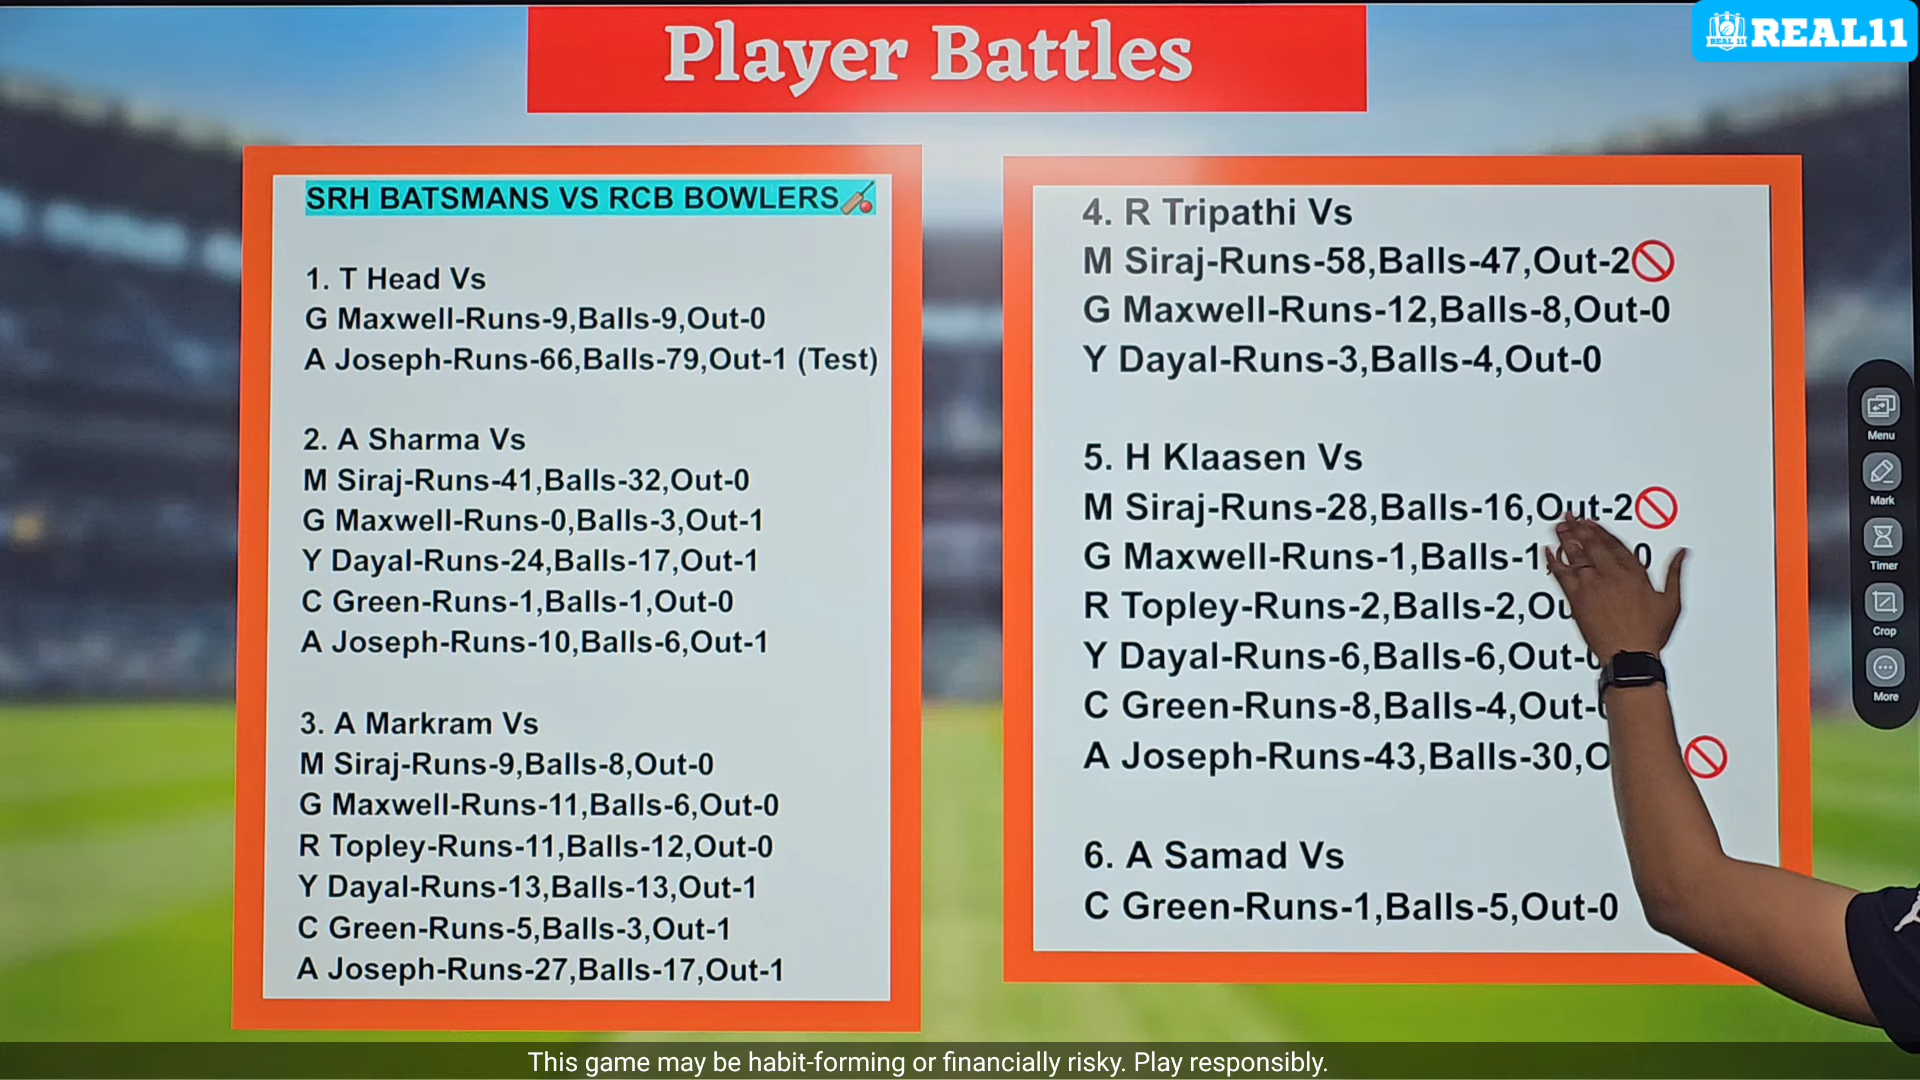 Player Battles
REAL 11
REAL11
SRH BATSMANS VS RCB BOWLERS
1. T Head Vs
G Maxwell-Runs-9,Balls-9,Out-0
A Joseph-Runs-66,Balls-79,Out-1 (Test)
2. A Sharma Vs
M Siraj-Runs-41,Balls-32,Out-0
G Maxwell-Runs-0,Balls-3,Out-1
Y Dayal-Runs-24,Balls-17,Out-1
C Green-Runs-1,Balls-1,Out-0
A Joseph-Runs-10,Balls-6,Out-1
3. A Markram Vs
M Siraj-Runs-9,Balls-8,Out-0
G Maxwell-Runs-11,Balls-6,Out-0
R Topley-Runs-11,Balls-12,Out-0
Y Dayal-Runs-13,Balls-13,Out-1
C Green-Runs-5,Balls-3,Out-1
A Joseph-Runs-27,Balls-17,Out-1
4. R Tripathi Vs
M Siraj-Runs-58,Balls-47,Out-2
G Maxwell-Runs-12,Balls-8,Out-0
Y Dayal-Runs-3,Balls-4,Out-0
5. H Klaasen Vs
M Siraj-Runs-28,Balls-16,Out-2
G Maxwell-Runs-1,Balls-1, 0
R Topley-Runs-2,Balls-2,
Y Dayal-Runs-6,Balls-6,Out-
C Green-Runs-8,Balls-4,Out-
A Joseph-Runs-43,Balls-30,
6. A Samad Vs
C Green-Runs-1,Balls-5,Out-0
Menu
Mark
Timer
Crop
More
This game may be habit-forming or financially risky. Play responsibly.